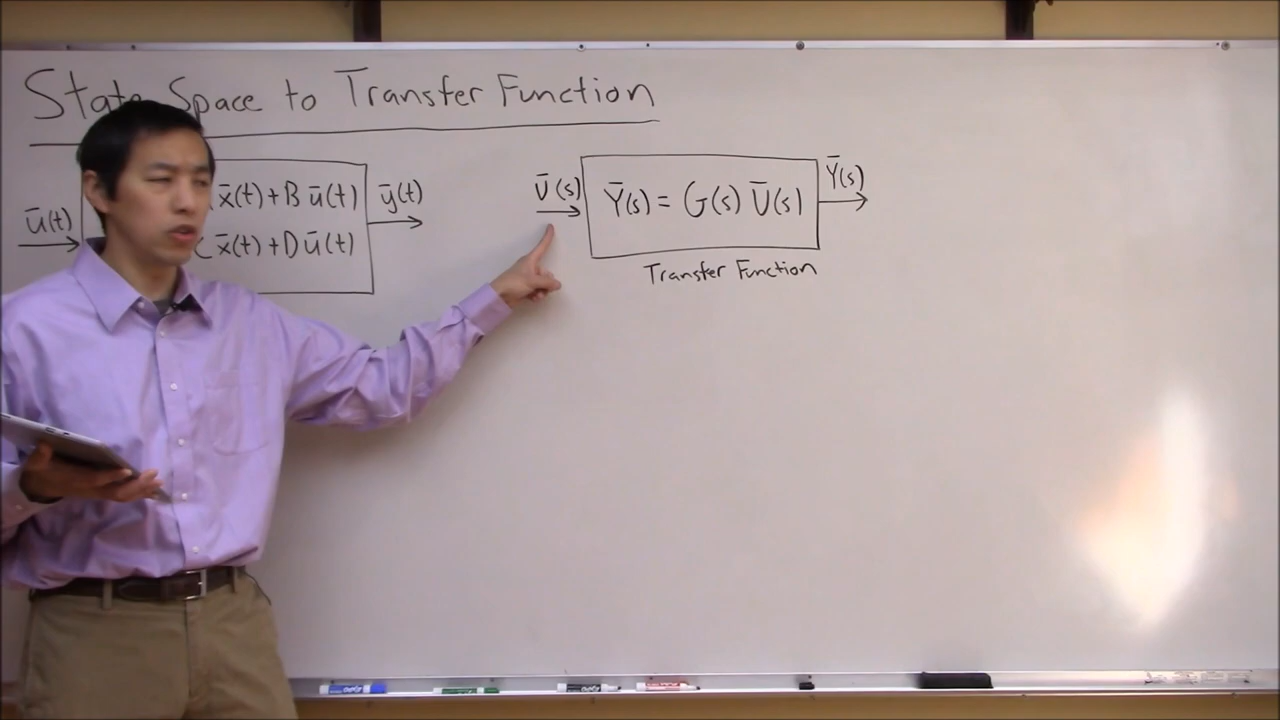 State Space to Transfer Function
ū(t)
x̄(t)+B ū(t)
C x̄(t)+D ū(t)
ȳ(t)
Ū(s)
Ȳ(s) = G(s) Ū(s)
Ȳ(s)
Transfer Function